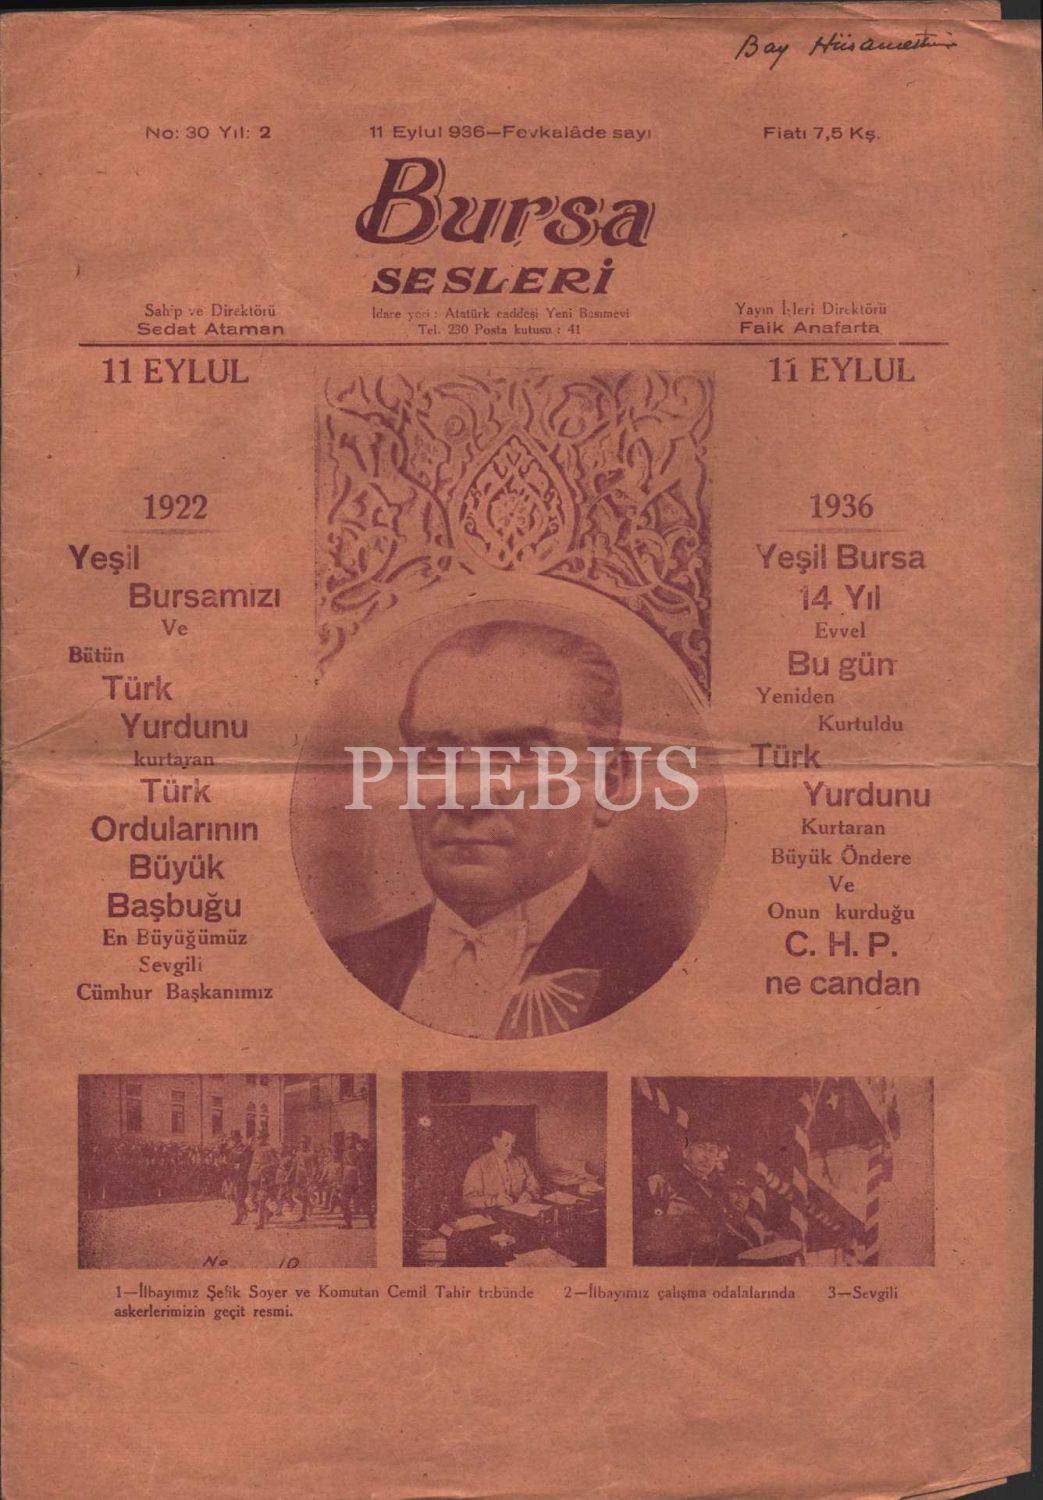 Bay Hüsamettin
No: 30 Yıl: 2
11 Eylul 936—Fevkalâde sayı
Fiatı 7,5 Kş.
Bursa
SESLERİ
Sahip ve Direktörü
Sedat Ataman
İdare yeri : Atatürk caddesi Yeni Basımevi
Tel. 230 Posta kutusu : 41
Yayın İşleri Direktörü
Faik Anafarta
11 EYLUL
1922
Yeşil
Bursamızı
Ve
Bütün
Türk
Yurdunu
kurtaran
Türk
Ordularının
Büyük
Başbuğu
En Büyüğümüz
Sevgili
Cümhur Başkanımız
11 EYLUL
1936
Yeşil Bursa
14 Yıl
Evvel
Bu gün
Yeniden
Kurtuldu
Türk
Yurdunu
Kurtaran
Büyük Öndere
Ve
Onun kurduğu
C. H. P.
ne candan
PHEBUS
No 10
1—İlbayımız Şefik Soyer ve Komutan Cemil Tahir tribünde 2—İlbayımız çalışma odalalarında 3—Sevgili
askerlerimizin geçit resmi.